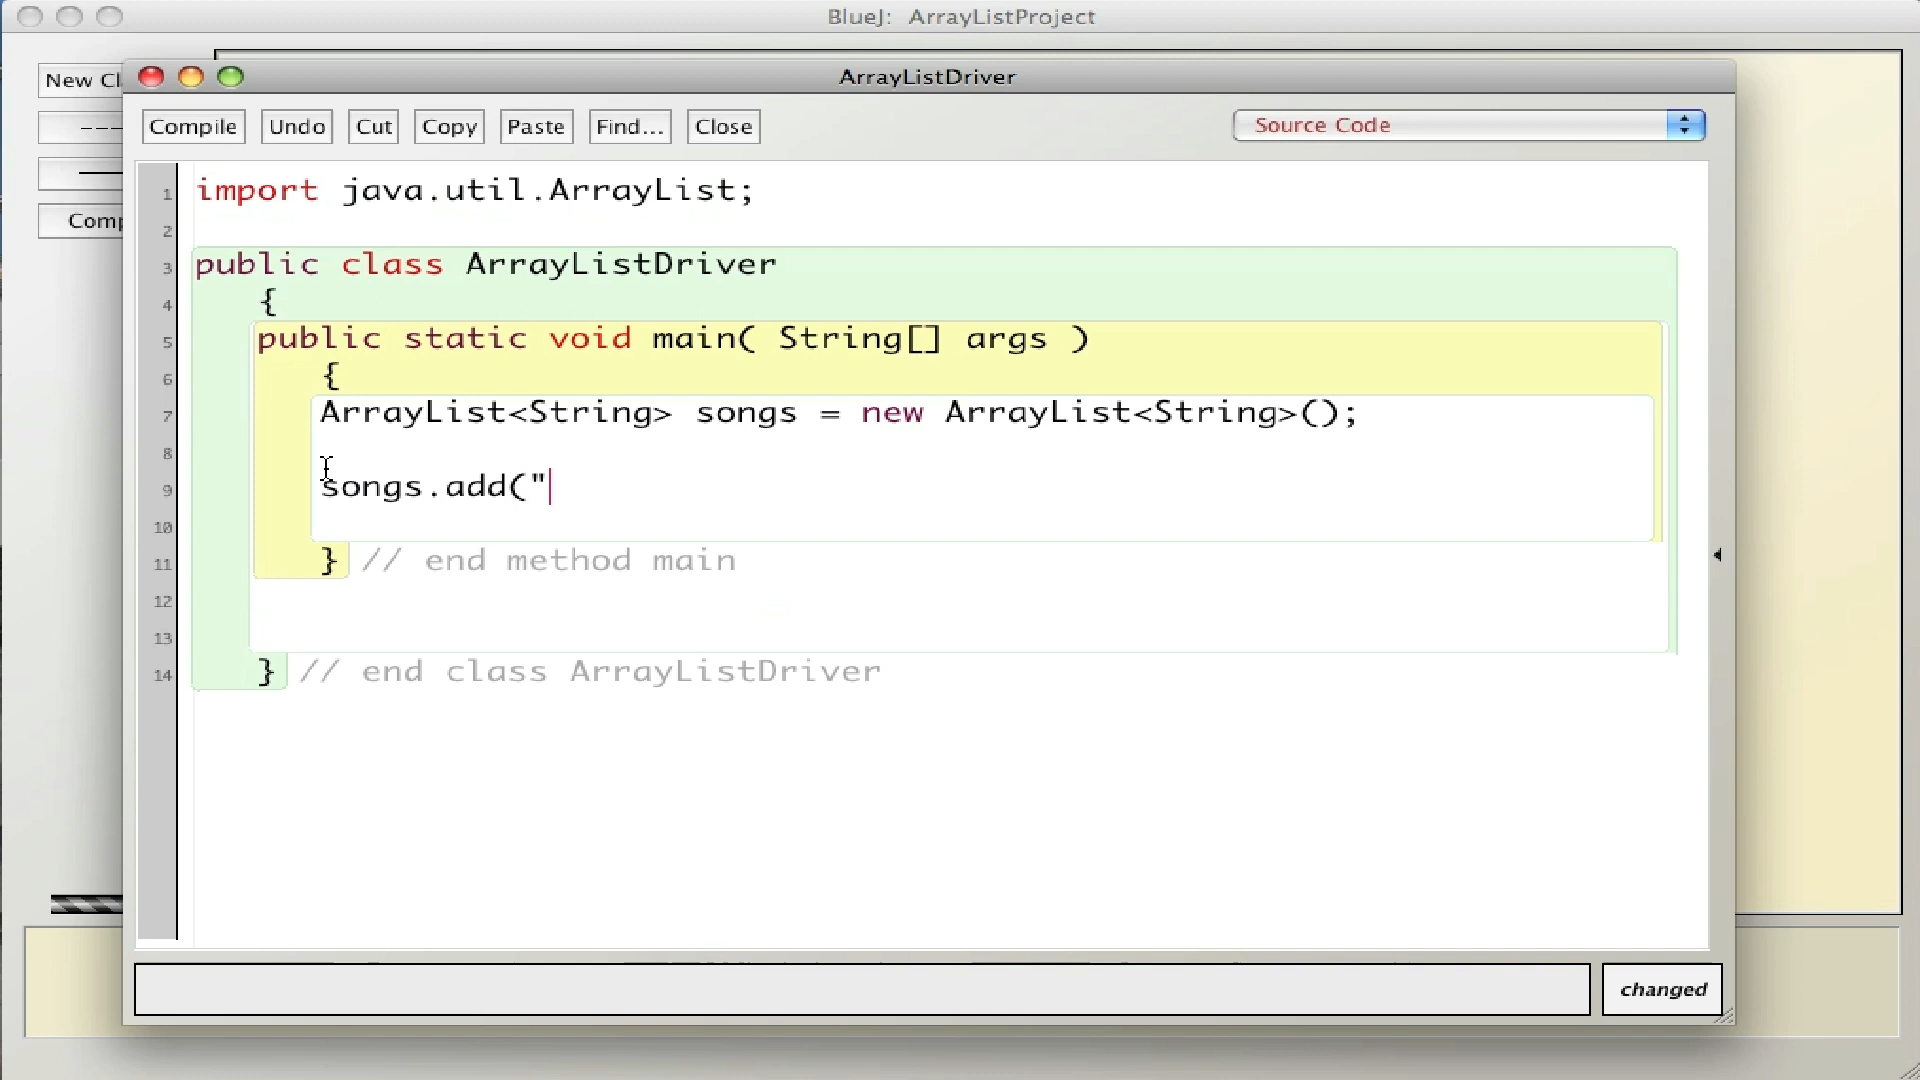 BlueJ: ArrayListProject
New Cl
ArrayListDriver
Compile Undo Cut Copy Paste Find... Close Source Code
Comp
1 import java.util.ArrayList;
2
3 public class ArrayListDriver
4 {
5 public static void main( String[] args )
6 {
7 ArrayList<String> songs = new ArrayList<String>();
8
9 songs.add("
10
11 } // end method main
12
13
14 } // end class ArrayListDriver
changed